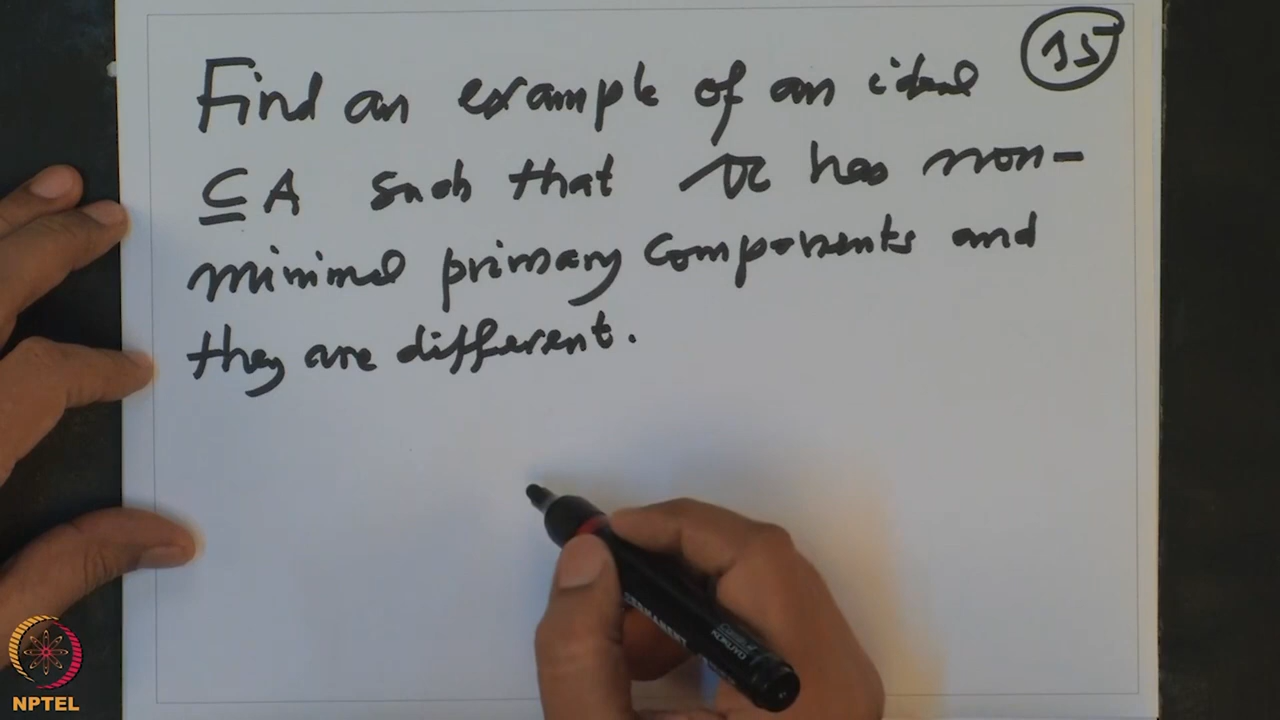 15
Find an example of an ideal
⊆ A such that 𝔞 has non-
minimal primary components and
they are different.
NPTEL